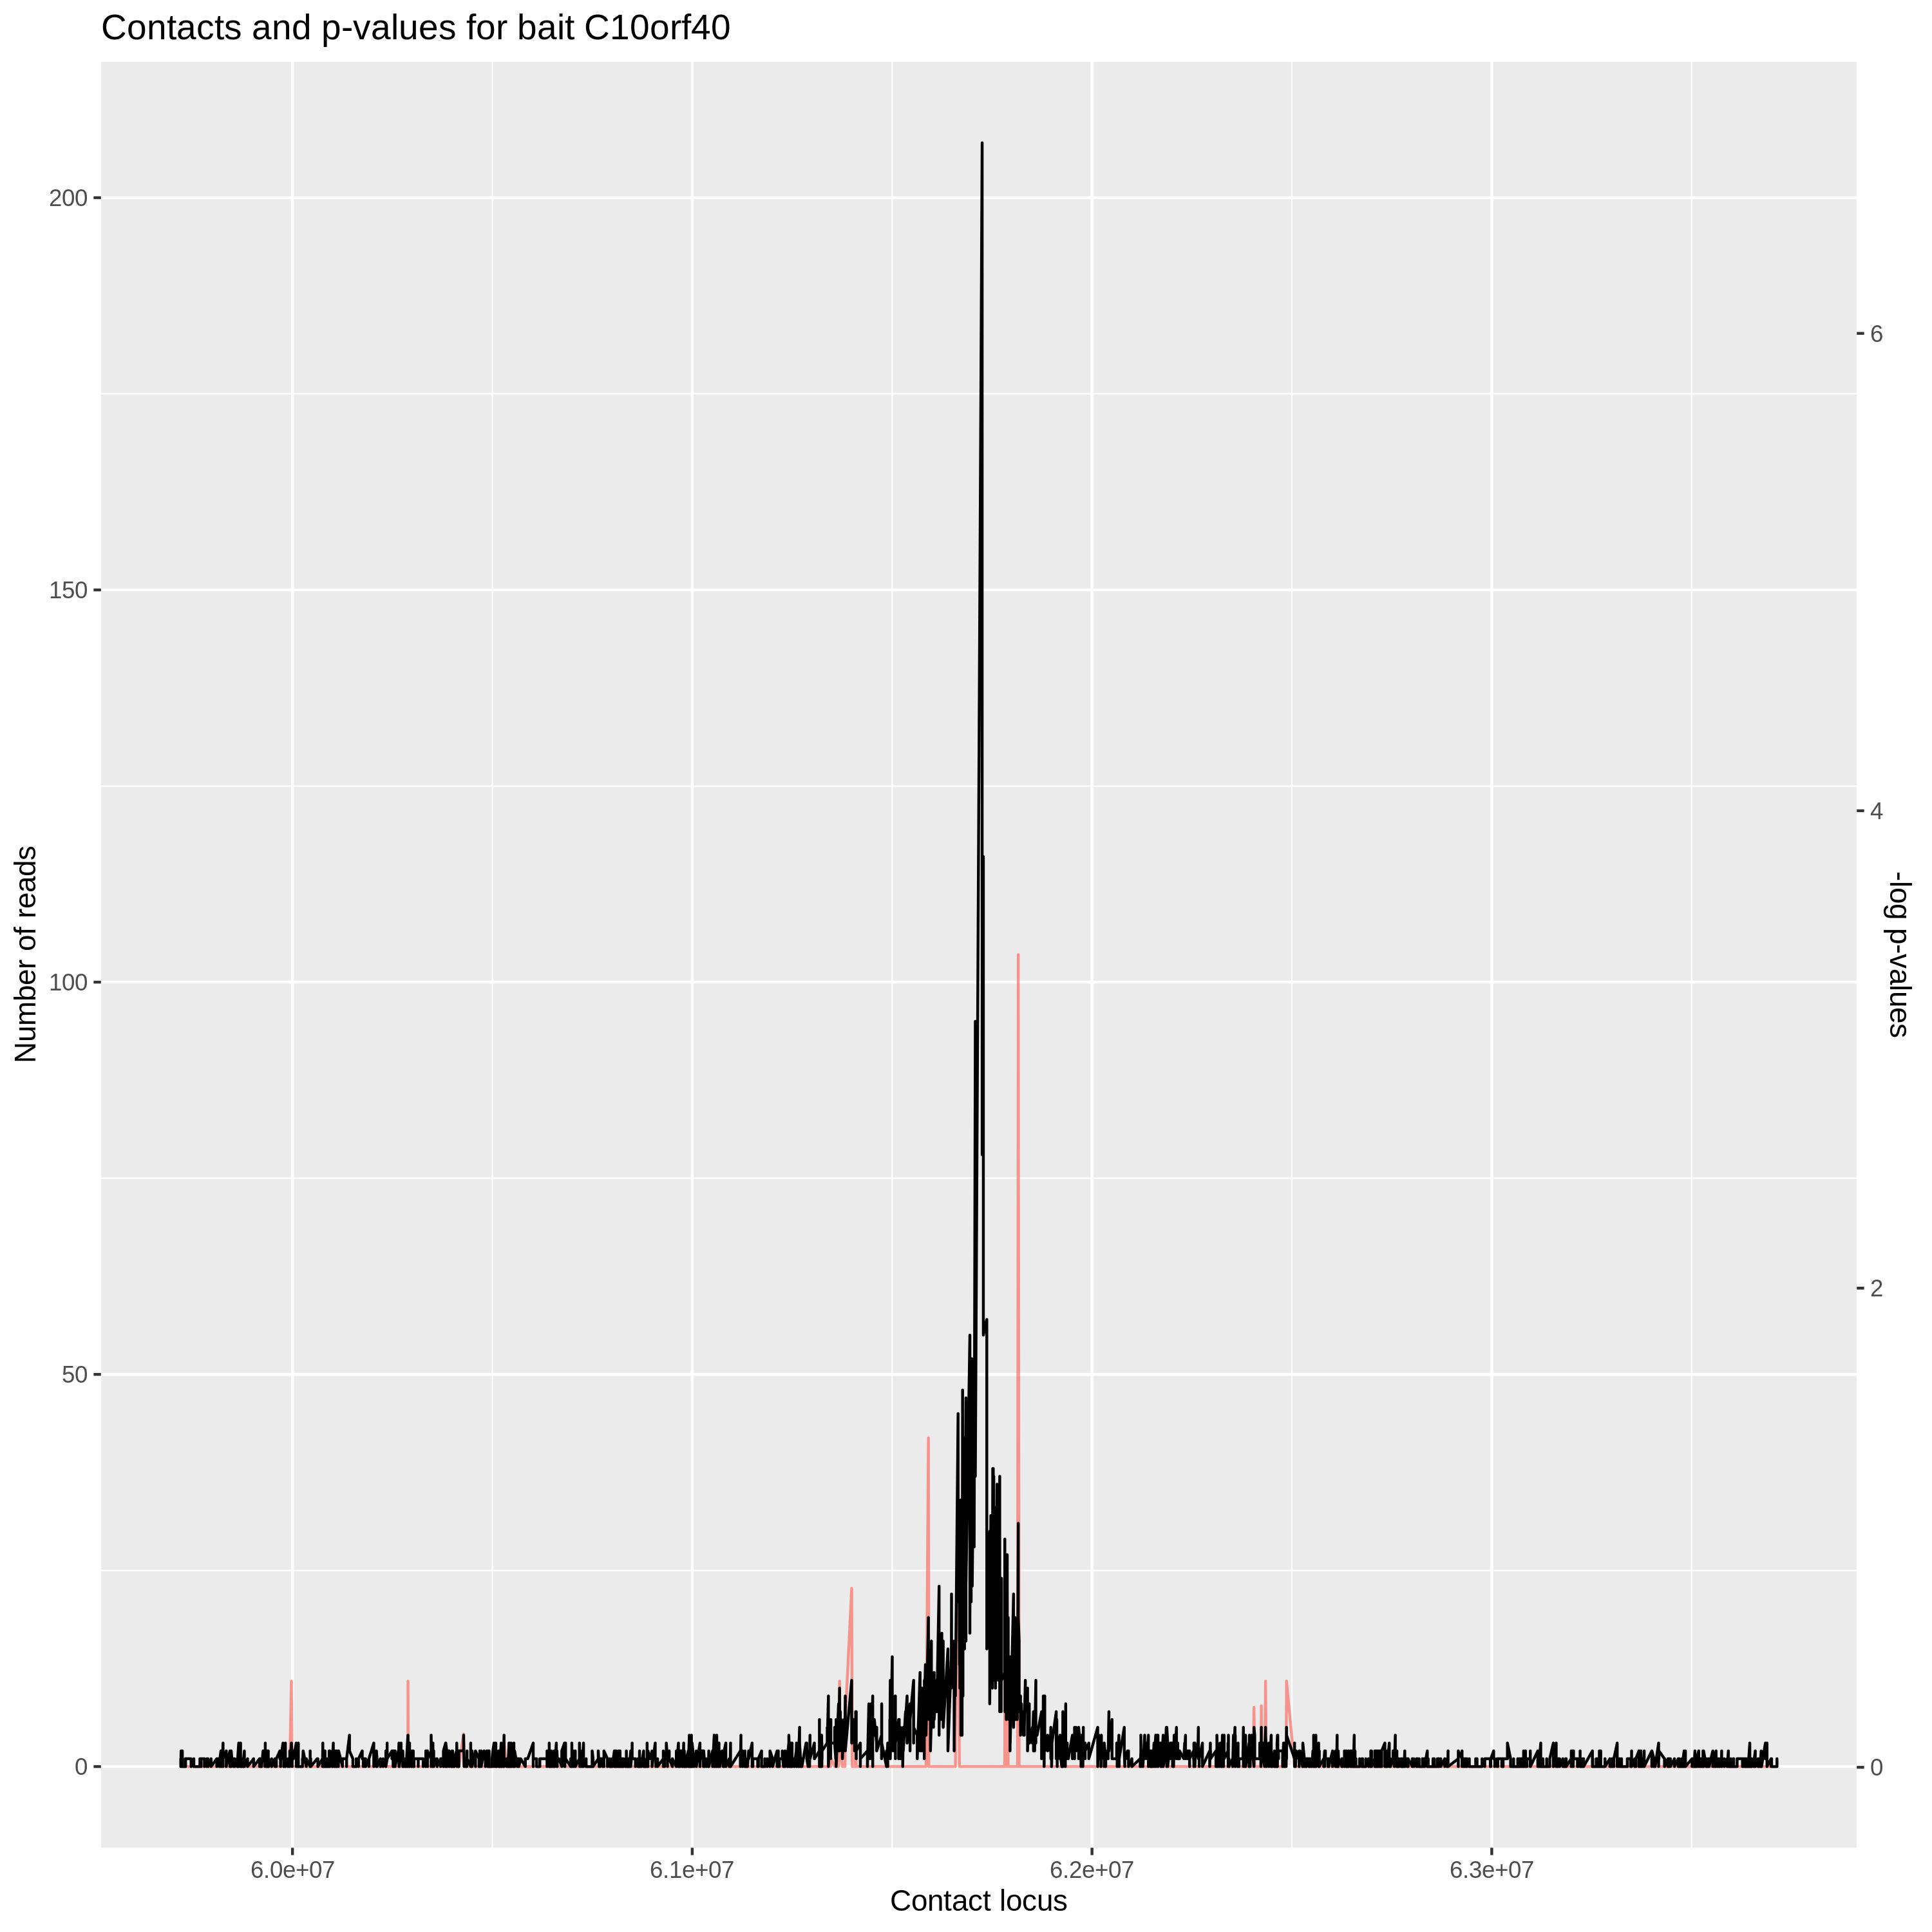 Contacts and p-values for bait C10orf40
200
150
100
50
0
Number of reads
6
4
2
0
-log p-values
6.0e+07 6.1e+07 6.2e+07 6.3e+07
Contact locus